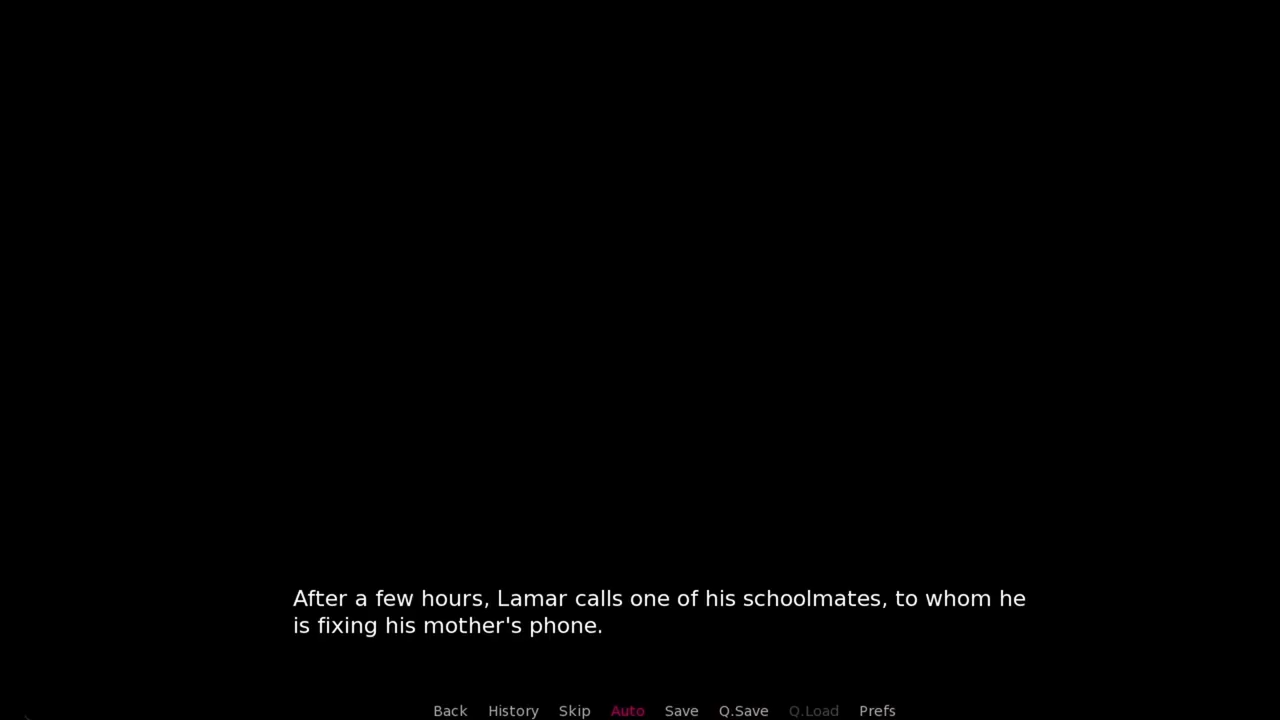 After a few hours, Lamar calls one of his schoolmates, to whom he
is fixing his mother's phone.
Back History Skip Auto Save Q.Save Q.Load Prefs